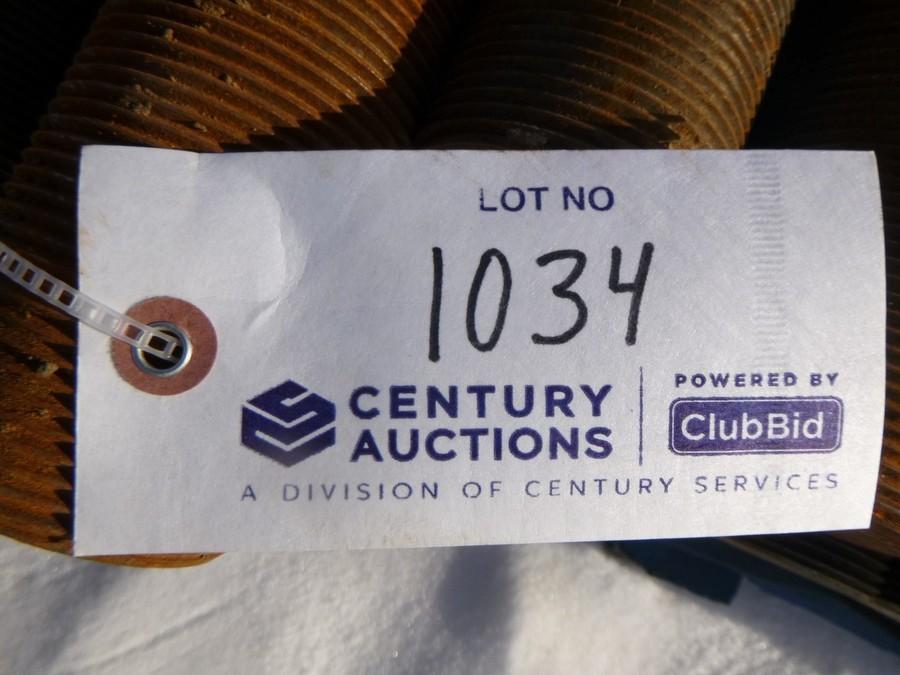 LOT NO
1034
CENTURY AUCTIONS
POWERED BY
ClubBid
A DIVISION OF CENTURY SERVICES